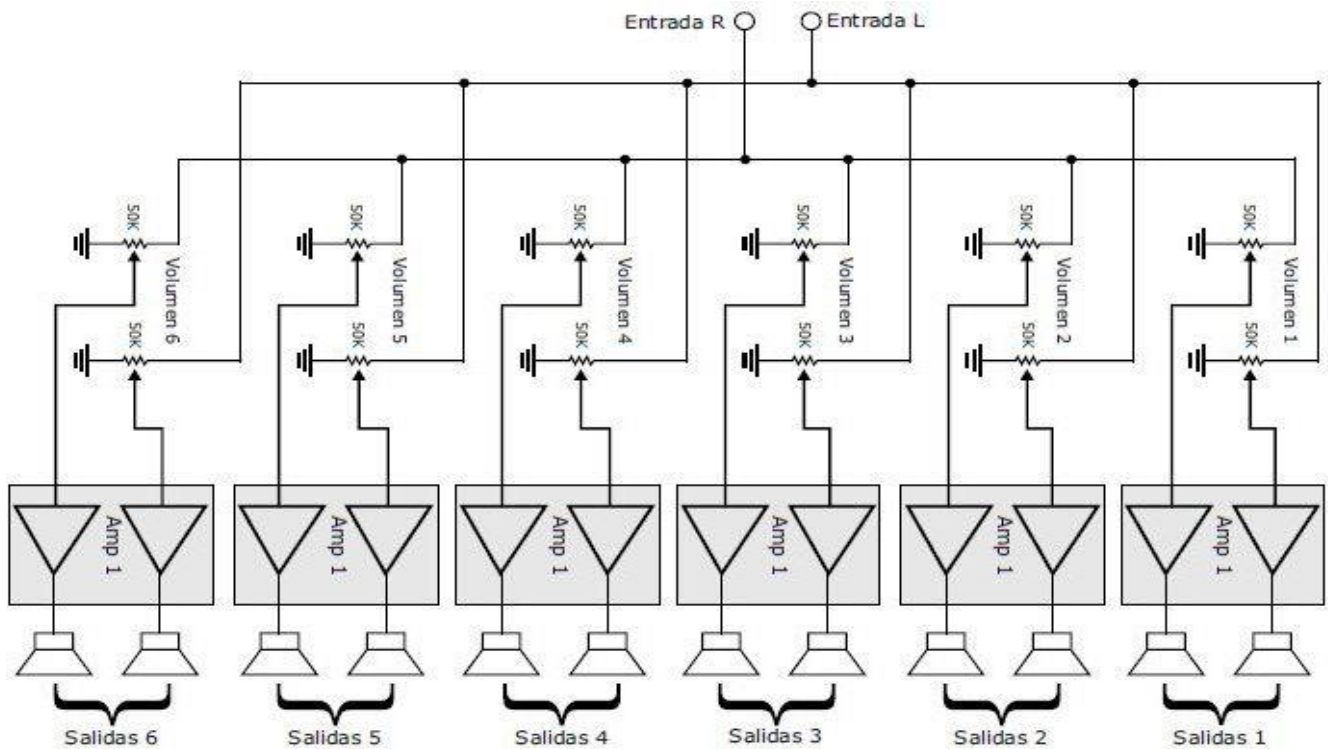 Entrada R
Entrada L
50K
50K
50K
50K
50K
50K
Volumen 6
Volumen 5
Volumen 4
Volumen 3
Volumen 2
Volumen 1
50K
50K
50K
50K
50K
50K
Amp 1
Amp 1
Amp 1
Amp 1
Amp 1
Amp 1
Salidas 6
Salidas 5
Salidas 4
Salidas 3
Salidas 2
Salidas 1